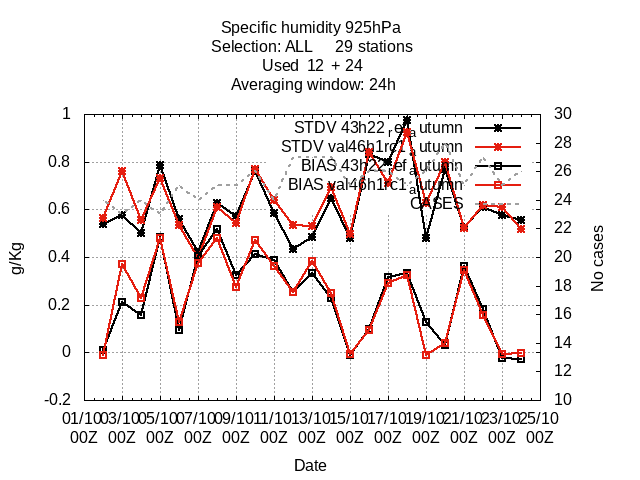 Specific humidity 925hPa
Selection: ALL 29 stations
Used 12 + 24
Averaging window: 24h
1
0.8
0.6
0.4
0.2
0
-0.2
g/Kg
30
28
26
24
22
20
18
16
14
12
10
No cases
STDV 43h22_ref_autumn
STDV val46h1rc1_autumn
BIAS 43h22_ref_autumn
BIAS val46h1rc1_autumn
CASES
01/10 03/10 05/10 07/10 09/10 11/10 13/10 15/10 17/10 19/10 21/10 23/10 25/10
00Z 00Z 00Z 00Z 00Z 00Z 00Z 00Z 00Z 00Z 00Z 00Z 00Z
Date